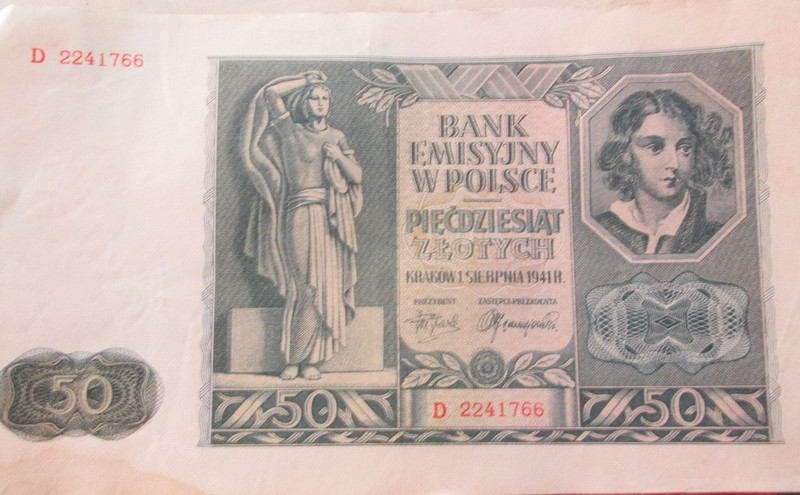 D 2241766
BANK
EMISYJNY
W POLSCE
PIĘĆDZIESIĄT
ZŁOTYCH
KRAKÓW 1 SIERPNIA 1941 R.
PREZYDENT ZASTĘPCA PREZYDENTA
50
50
D 2241766
50